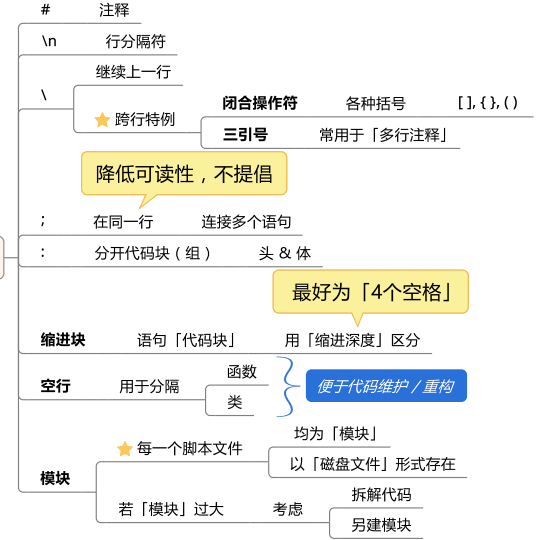 # 注释
\n 行分隔符
\ 继续上一行
跨行特例
闭合操作符 各种括号 [ ], { }, ( )
三引号 常用于「多行注释」
降低可读性，不提倡
; 在同一行 连接多个语句
: 分开代码块（组） 头 & 体
最好为「4个空格」
缩进块 语句「代码块」 用「缩进深度」区分
空行 用于分隔
函数
类
便于代码维护 / 重构
模块
每一个脚本文件
均为「模块」
以「磁盘文件」形式存在
若「模块」过大 考虑
拆解代码
另建模块